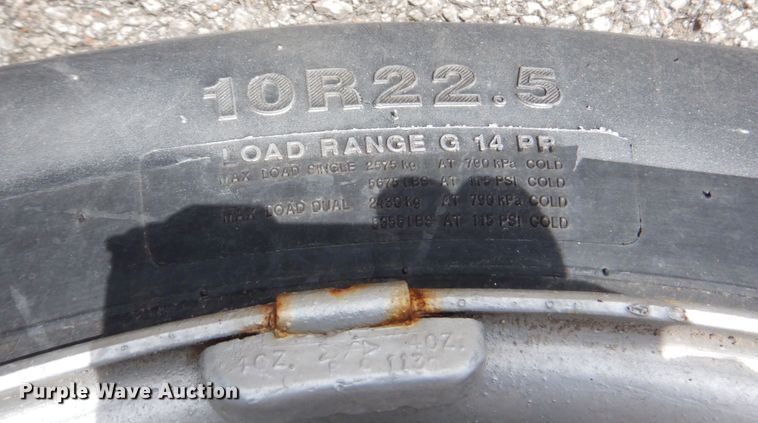 10R22.5
LOAD RANGE G 14 PR
MAX. LOAD SINGLE 2575 kg AT 790 kPa COLD
5675 LBS AT 115 PSI COLD
MAX LOAD DUAL 2430 kg AT 790 kPa COLD
5355 LBS AT 115 PSI COLD
4OZ. 4OZ.
Purple Wave Auction